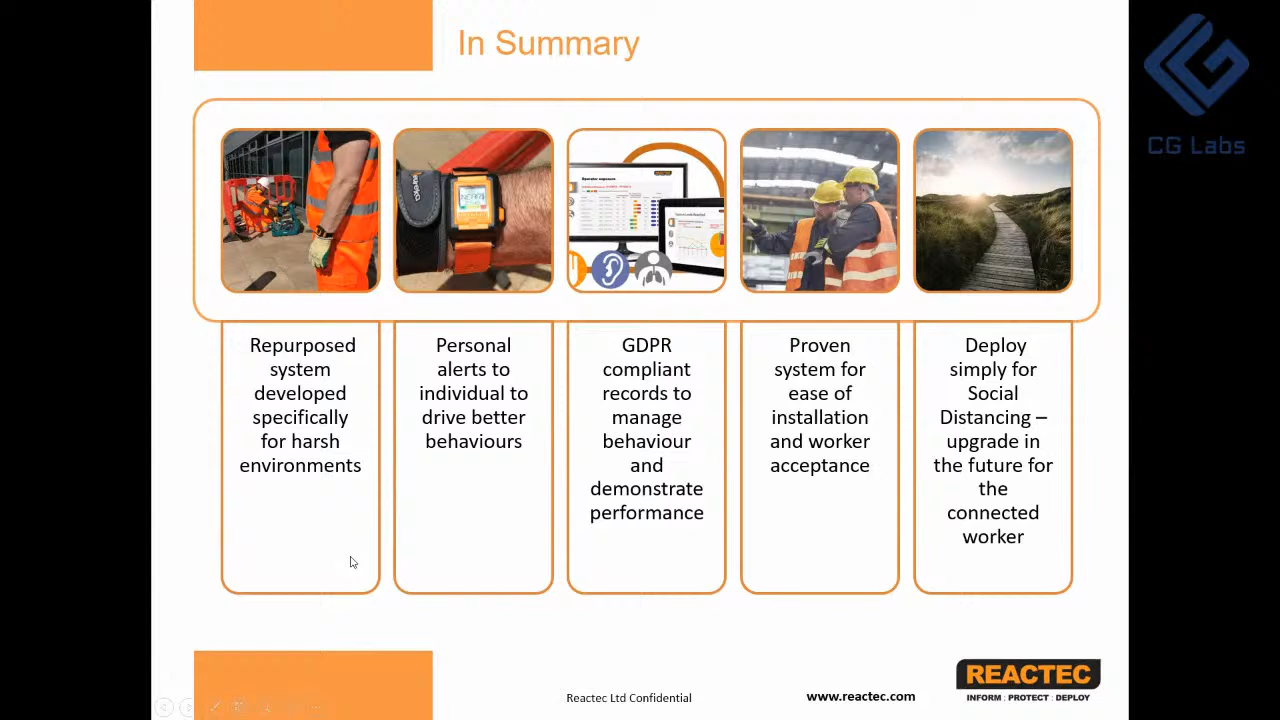 In Summary
CG Labs
Repurposed
system
developed
specifically
for harsh
environments
Personal
alerts to
individual to
drive better
behaviours
GDPR
compliant
records to
manage
behaviour
and
demonstrate
performance
Proven
system for
ease of
installation
and worker
acceptance
Deploy
simply for
Social
Distancing –
upgrade in
the future for
the
connected
worker
Reactec Ltd Confidential
www.reactec.com
REACTEC
INFORM : PROTECT : DEPLOY